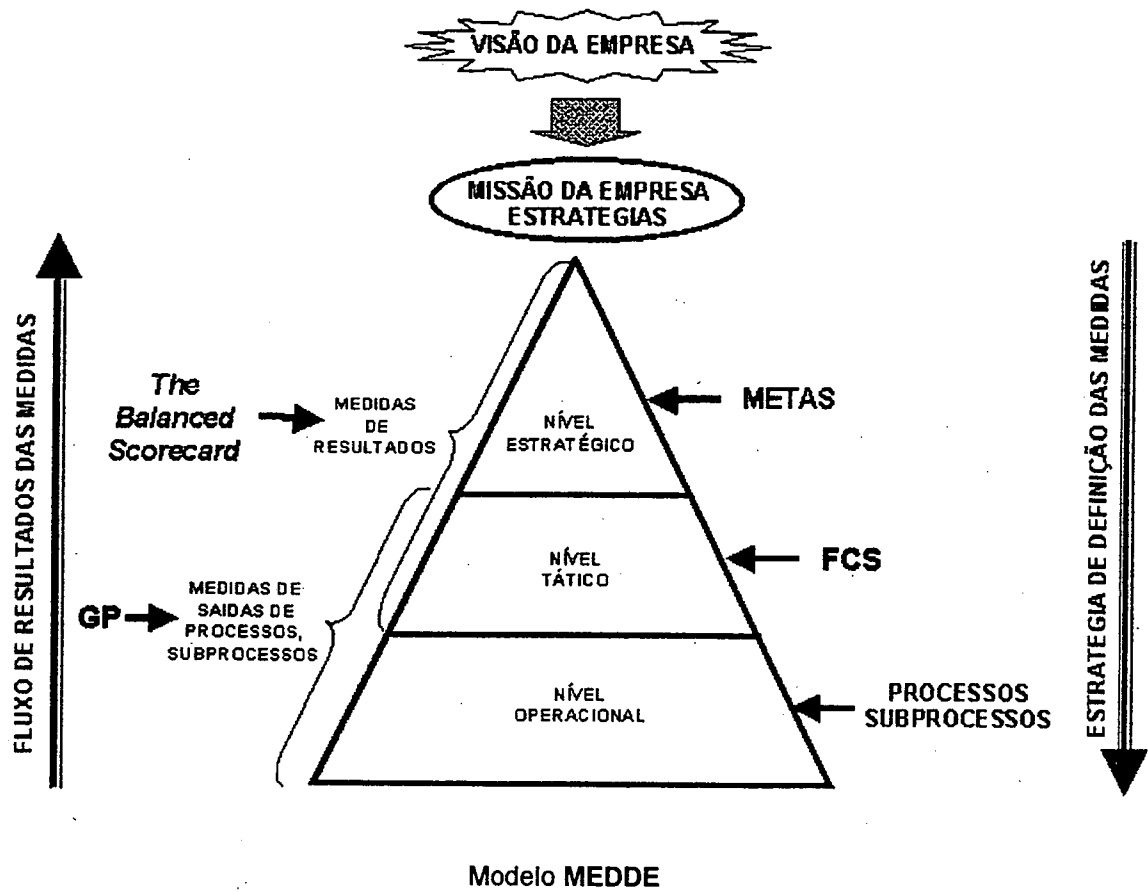 VISÃO DA EMPRESA
MISSÃO DA EMPRESA
ESTRATEGIAS
FLUXO DE RESULTADOS DAS MEDIDAS
The
Balanced
Scorecard
MEDIDAS
DE
RESULTADOS
NÍVEL
ESTRATÉGICO
METAS
NÍVEL
TÁTICO
FCS
GP
MEDIDAS DE
SAIDAS DE
PROCESSOS,
SUBPROCESSOS
NÍVEL
OPERACIONAL
PROCESSOS
SUBPROCESSOS
ESTRATEGIA DE DEFINIÇÃO DAS MEDIDAS
Modelo MEDDE